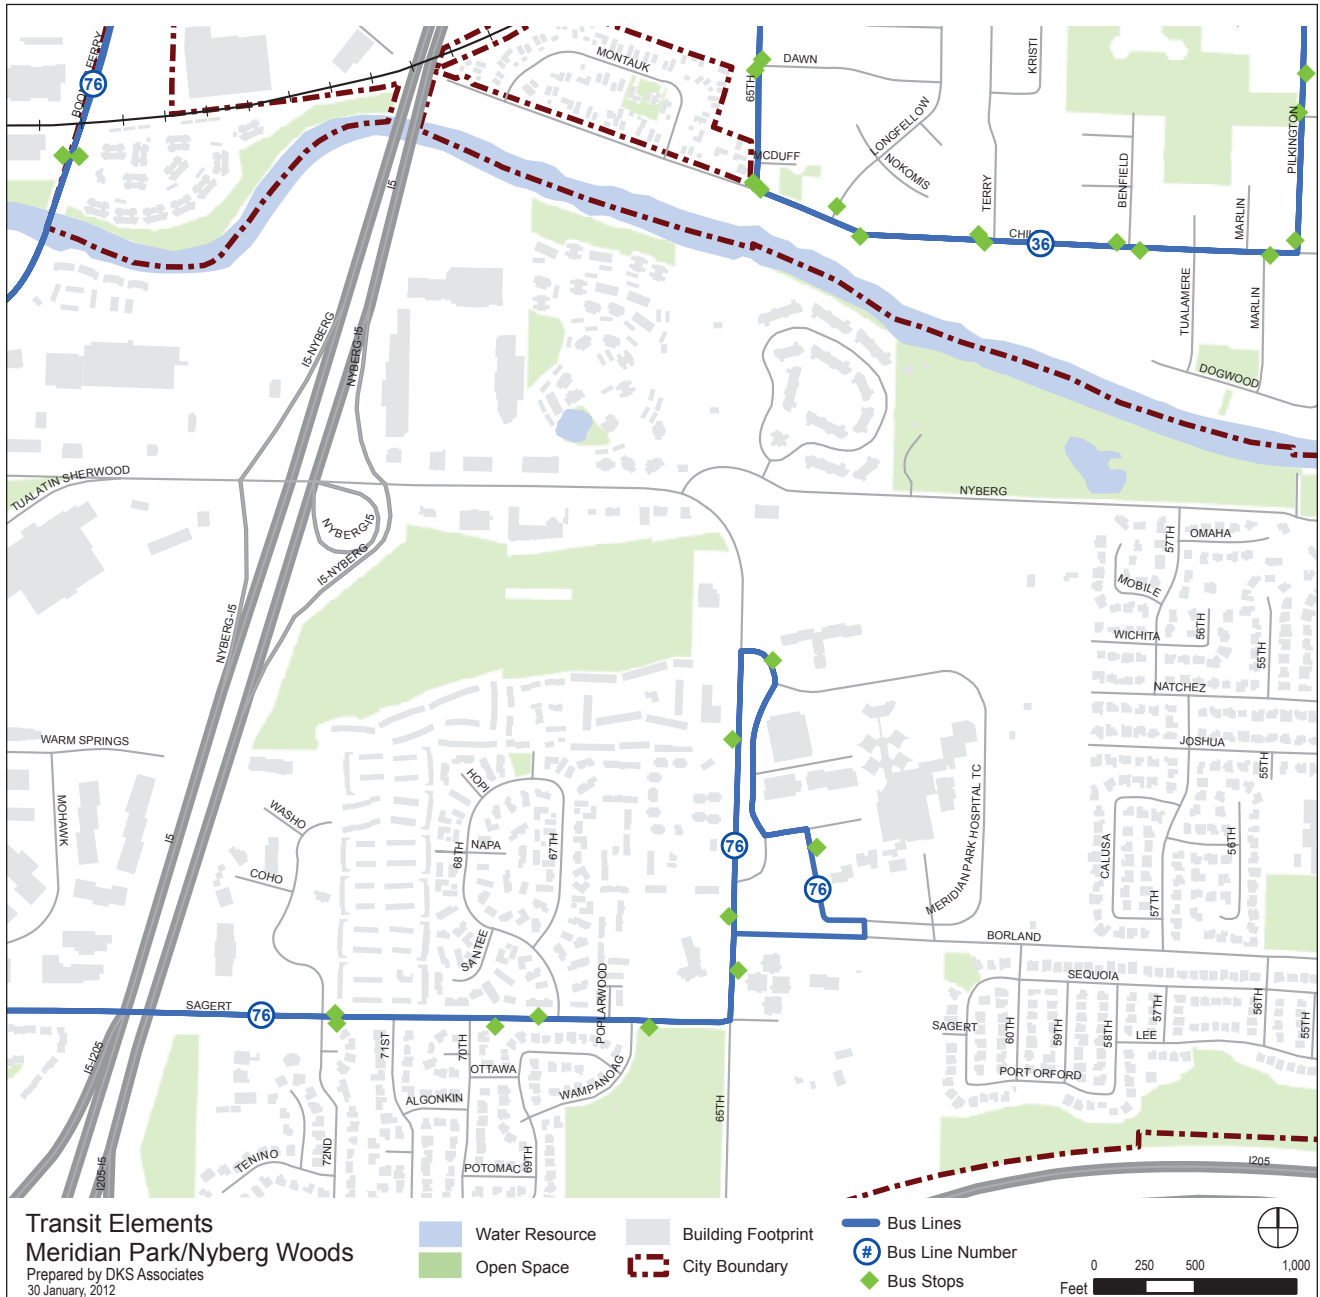 BOONES FERRY
76
MONTAUK
65TH
DAWN
KRISTI
LONGFELLOW
NOKOMIS
MCDUFF
TERRY
BENFIELD
PILKINGTON
MARLIN
36
I5
TUALAMERE
MARLIN
DOGWOOD
I5-NYBERG
NYBERG-I5
TUALATIN SHERWOOD
NYBERG
NYBERG-I5
I5-NYBERG
57TH
OMAHA
MOBILE
WICHITA
56TH
55TH
NYBERG-I5
NATCHEZ
WARM SPRINGS
JOSHUA
55TH
MOHAWK
HOPI
WASHO
I5
68TH
NAPA
67TH
76
MERIDIAN PARK HOSPITAL TC
CALUSA
56TH
COHO
76
57TH
SANTEE
BORLAND
POPLARWOOD
SEQUOIA
SAGERT
76
SAGERT
60TH
59TH
58TH
57TH
56TH
55TH
LEE
I5-I205
71ST
70TH
OTTAWA
WAMPANOAG
PORT ORFORD
ALGONKIN
65TH
72ND
TENINO
POTOMAC
69TH
I205-I5
I205
Transit Elements
Meridian Park/Nyberg Woods
Prepared by DKS Associates
30 January, 2012
Water Resource
Open Space
Building Footprint
City Boundary
Bus Lines
# Bus Line Number
Bus Stops
0 250 500 1,000
Feet